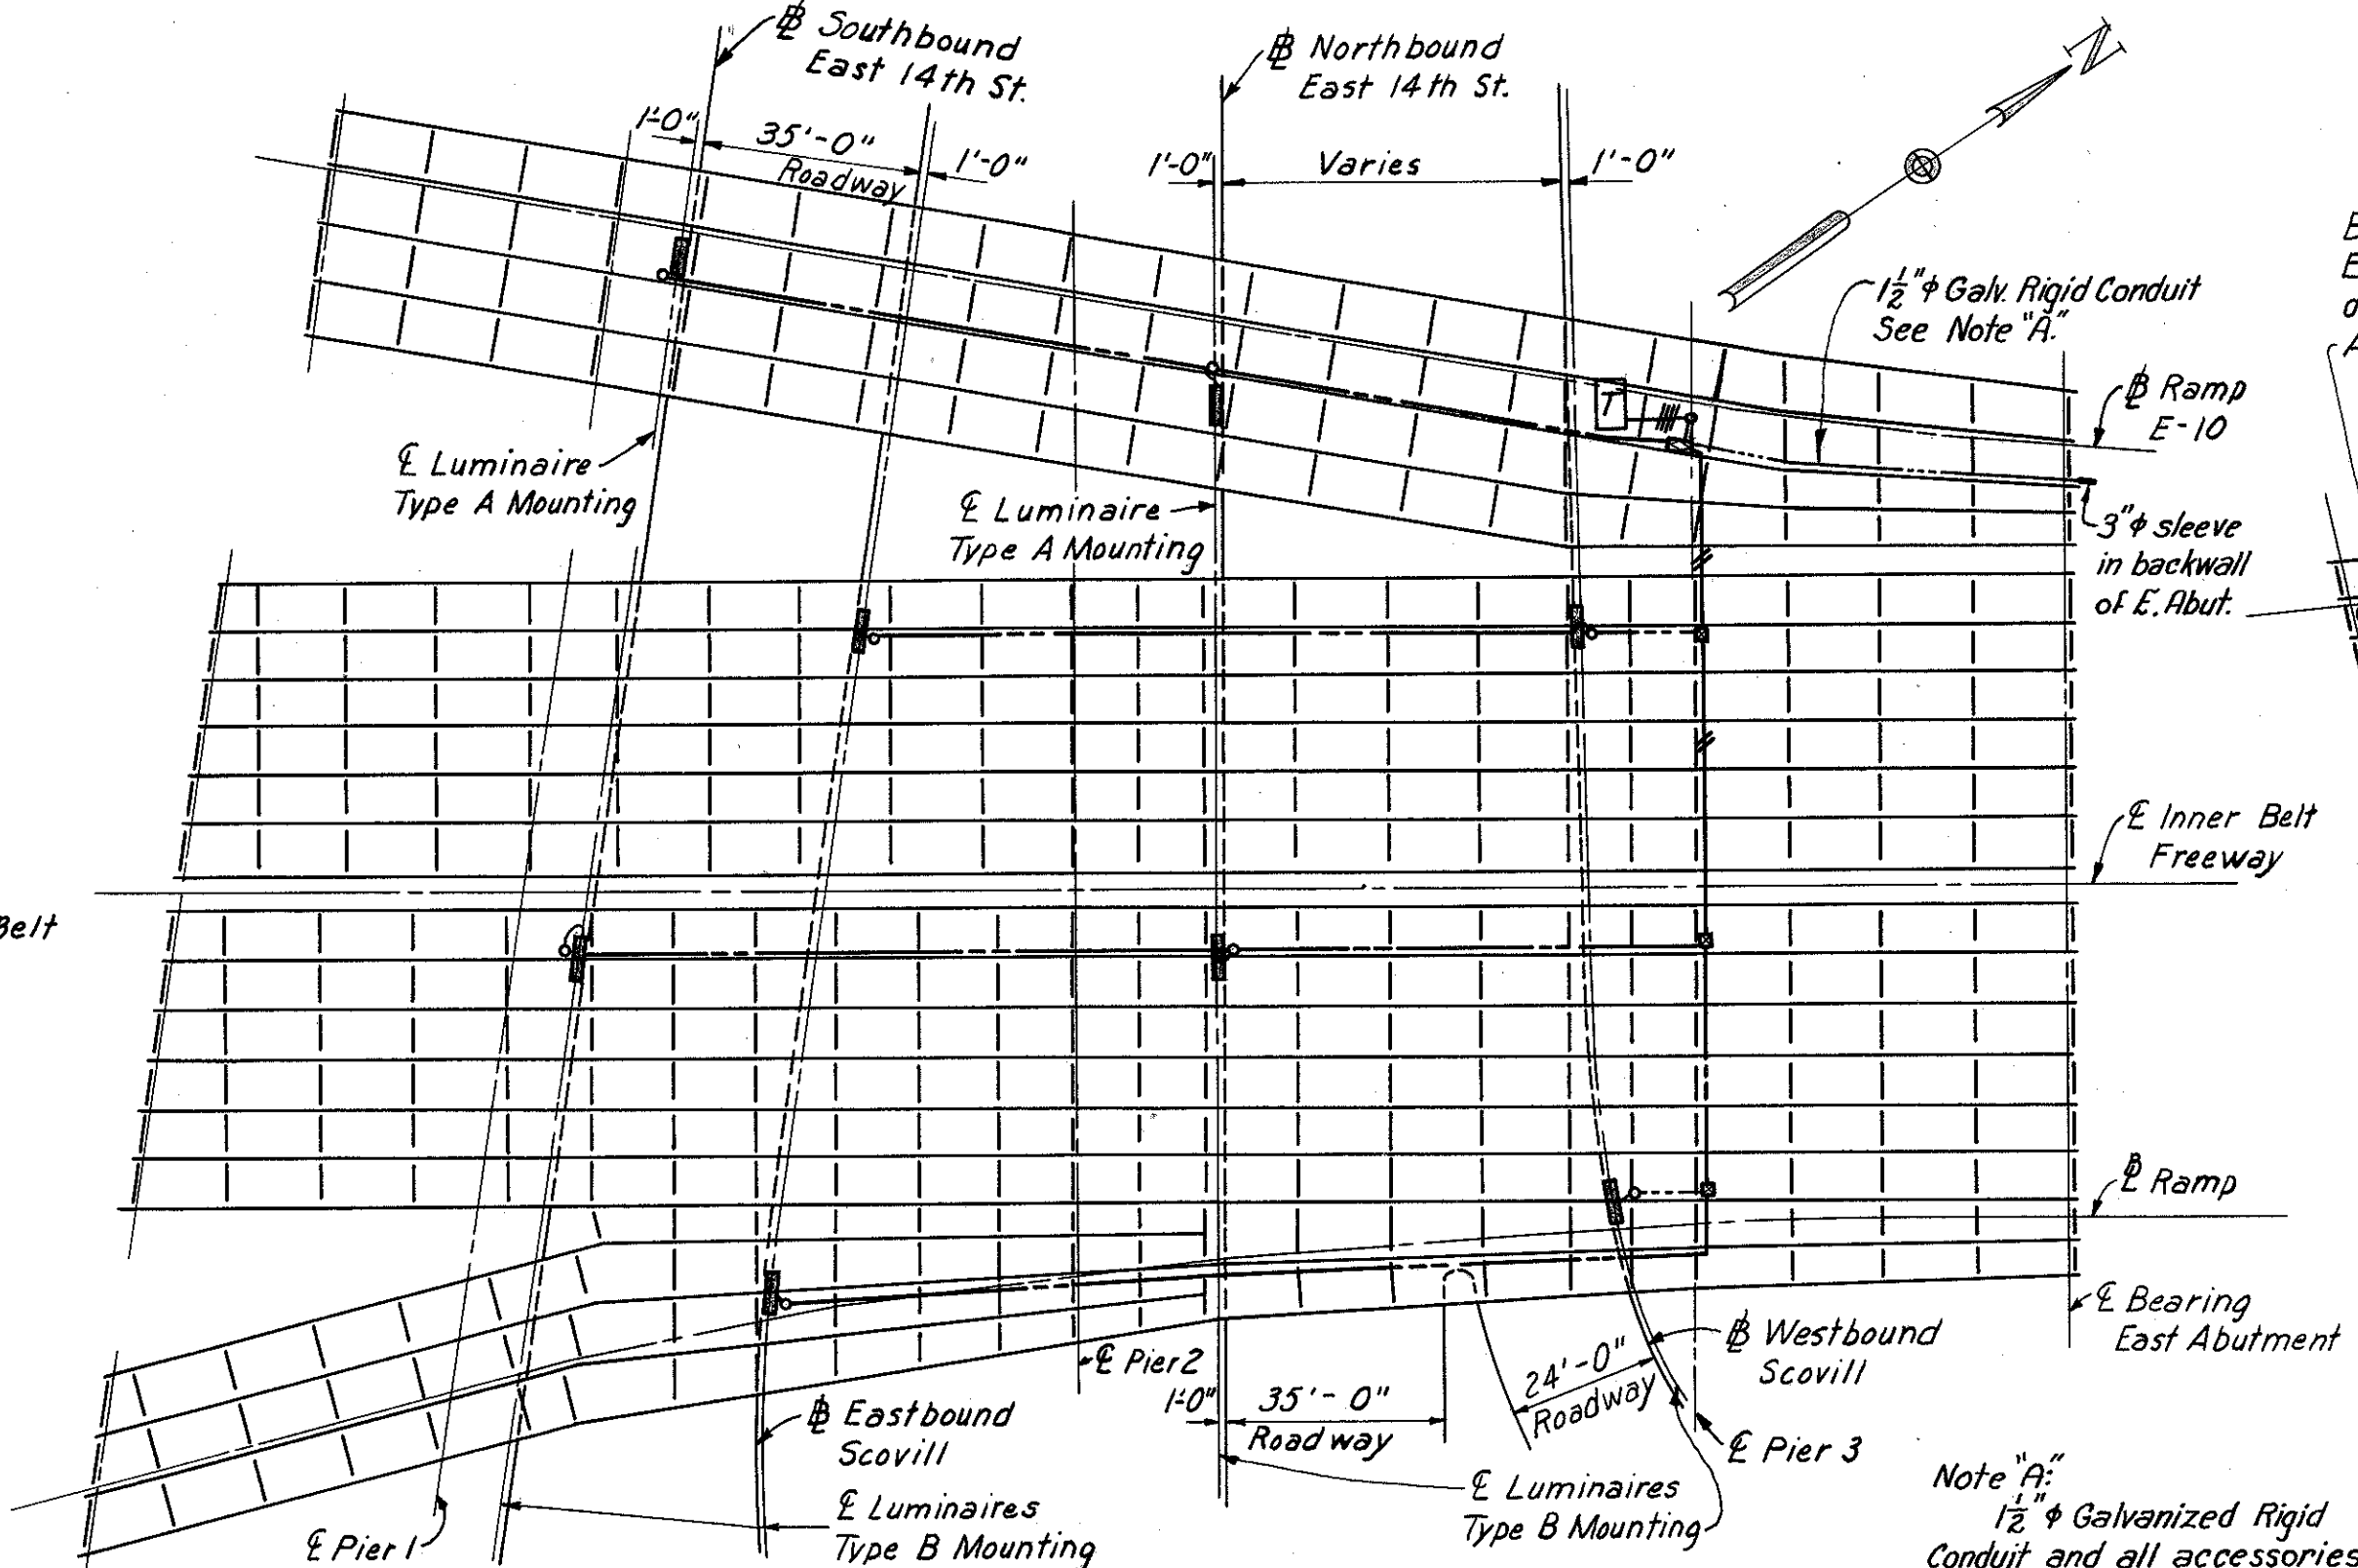 ℄ Southbound
East 14th St.
℄ Northbound
East 14th St.
N
1'-0"
35'-0"
Roadway
1'-0"
1'-0"
Varies
1'-0"
1½"φ Galv. Rigid Conduit
See Note "A."
T
℄ Ramp
E-10
℄ Luminaire
Type A Mounting
℄ Luminaire
Type A Mounting
3"φ sleeve
in backwall
of E. Abut.
℄ Inner Belt
Freeway
Belt
℄ Ramp
℄ Bearing
East Abutment
℄ Pier 2
℄ Westbound
Scovill
24'-0"
Roadway
1'-0"
35'-0"
Roadway
℄ Eastbound
Scovill
℄ Pier 3
℄ Luminaires
Type B Mounting
℄ Luminaires
Type B Mounting
℄ Pier 1
Note "A:"
1½"φ Galvanized Rigid
Conduit and all accessories